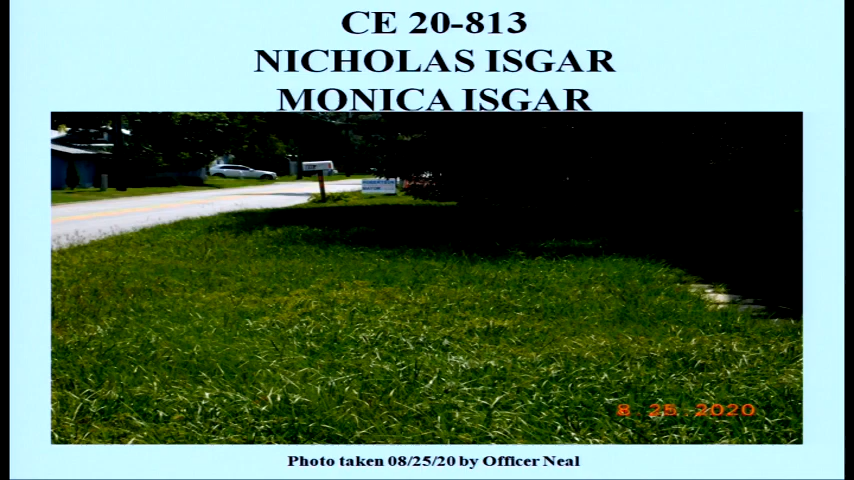 CE 20-813
NICHOLAS ISGAR
MONICA ISGAR
8 25 2020
Photo taken 08/25/20 by Officer Neal